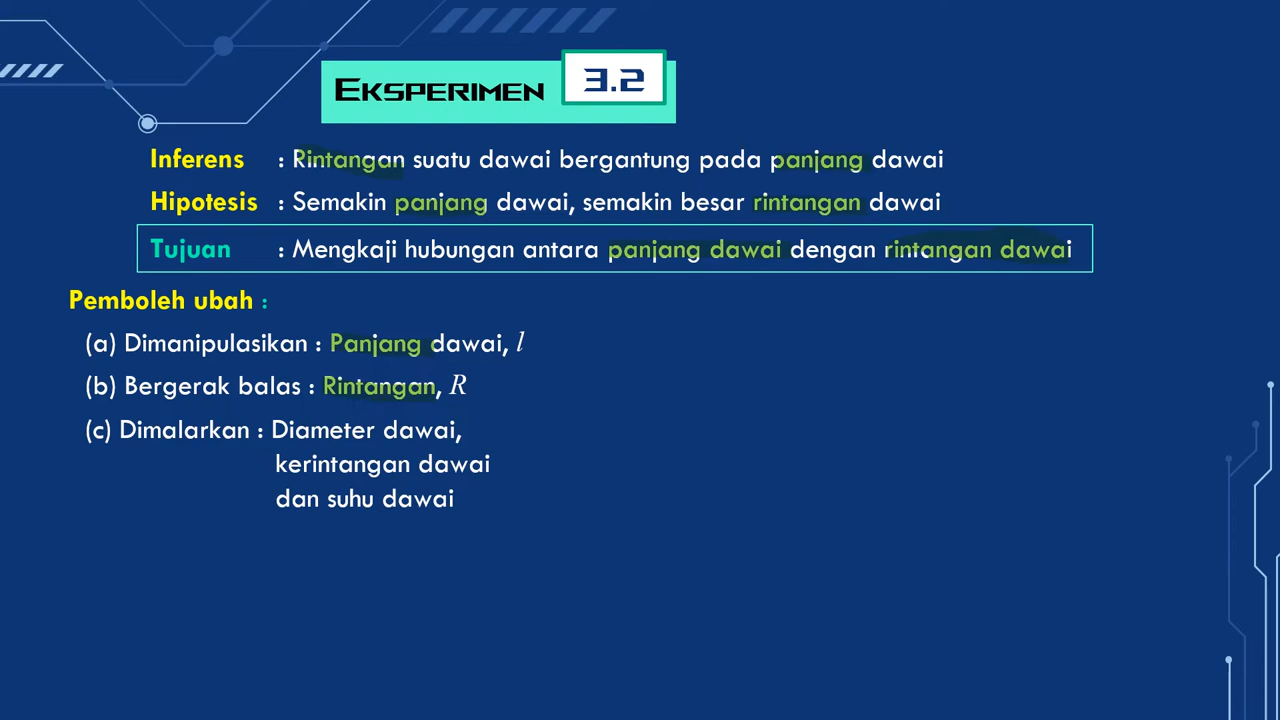 EKSPERIMEN 3.2
Inferens : Rintangan suatu dawai bergantung pada panjang dawai
Hipotesis : Semakin panjang dawai, semakin besar rintangan dawai
Tujuan : Mengkaji hubungan antara panjang dawai dengan rintangan dawai
Pemboleh ubah :
(a) Dimanipulasikan : Panjang dawai, l
(b) Bergerak balas : Rintangan, R
(c) Dimalarkan : Diameter dawai,
kerintangan dawai
dan suhu dawai